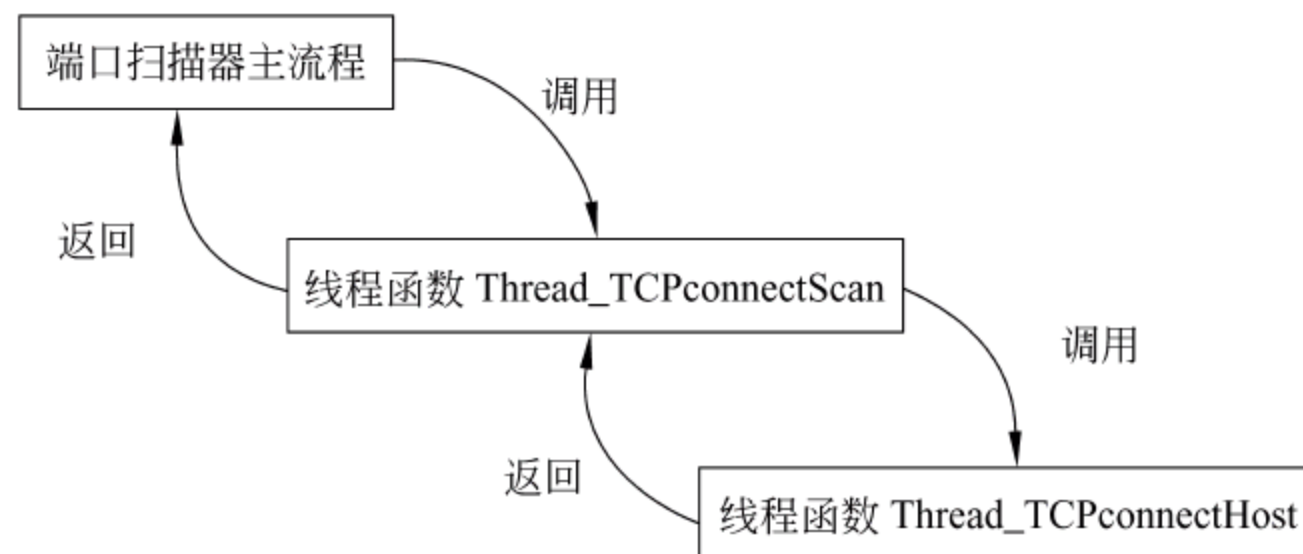 端口扫描器主流程
调用
返回
线程函数 Thread_TCPconnectScan
调用
返回
线程函数 Thread_TCPconnectHost